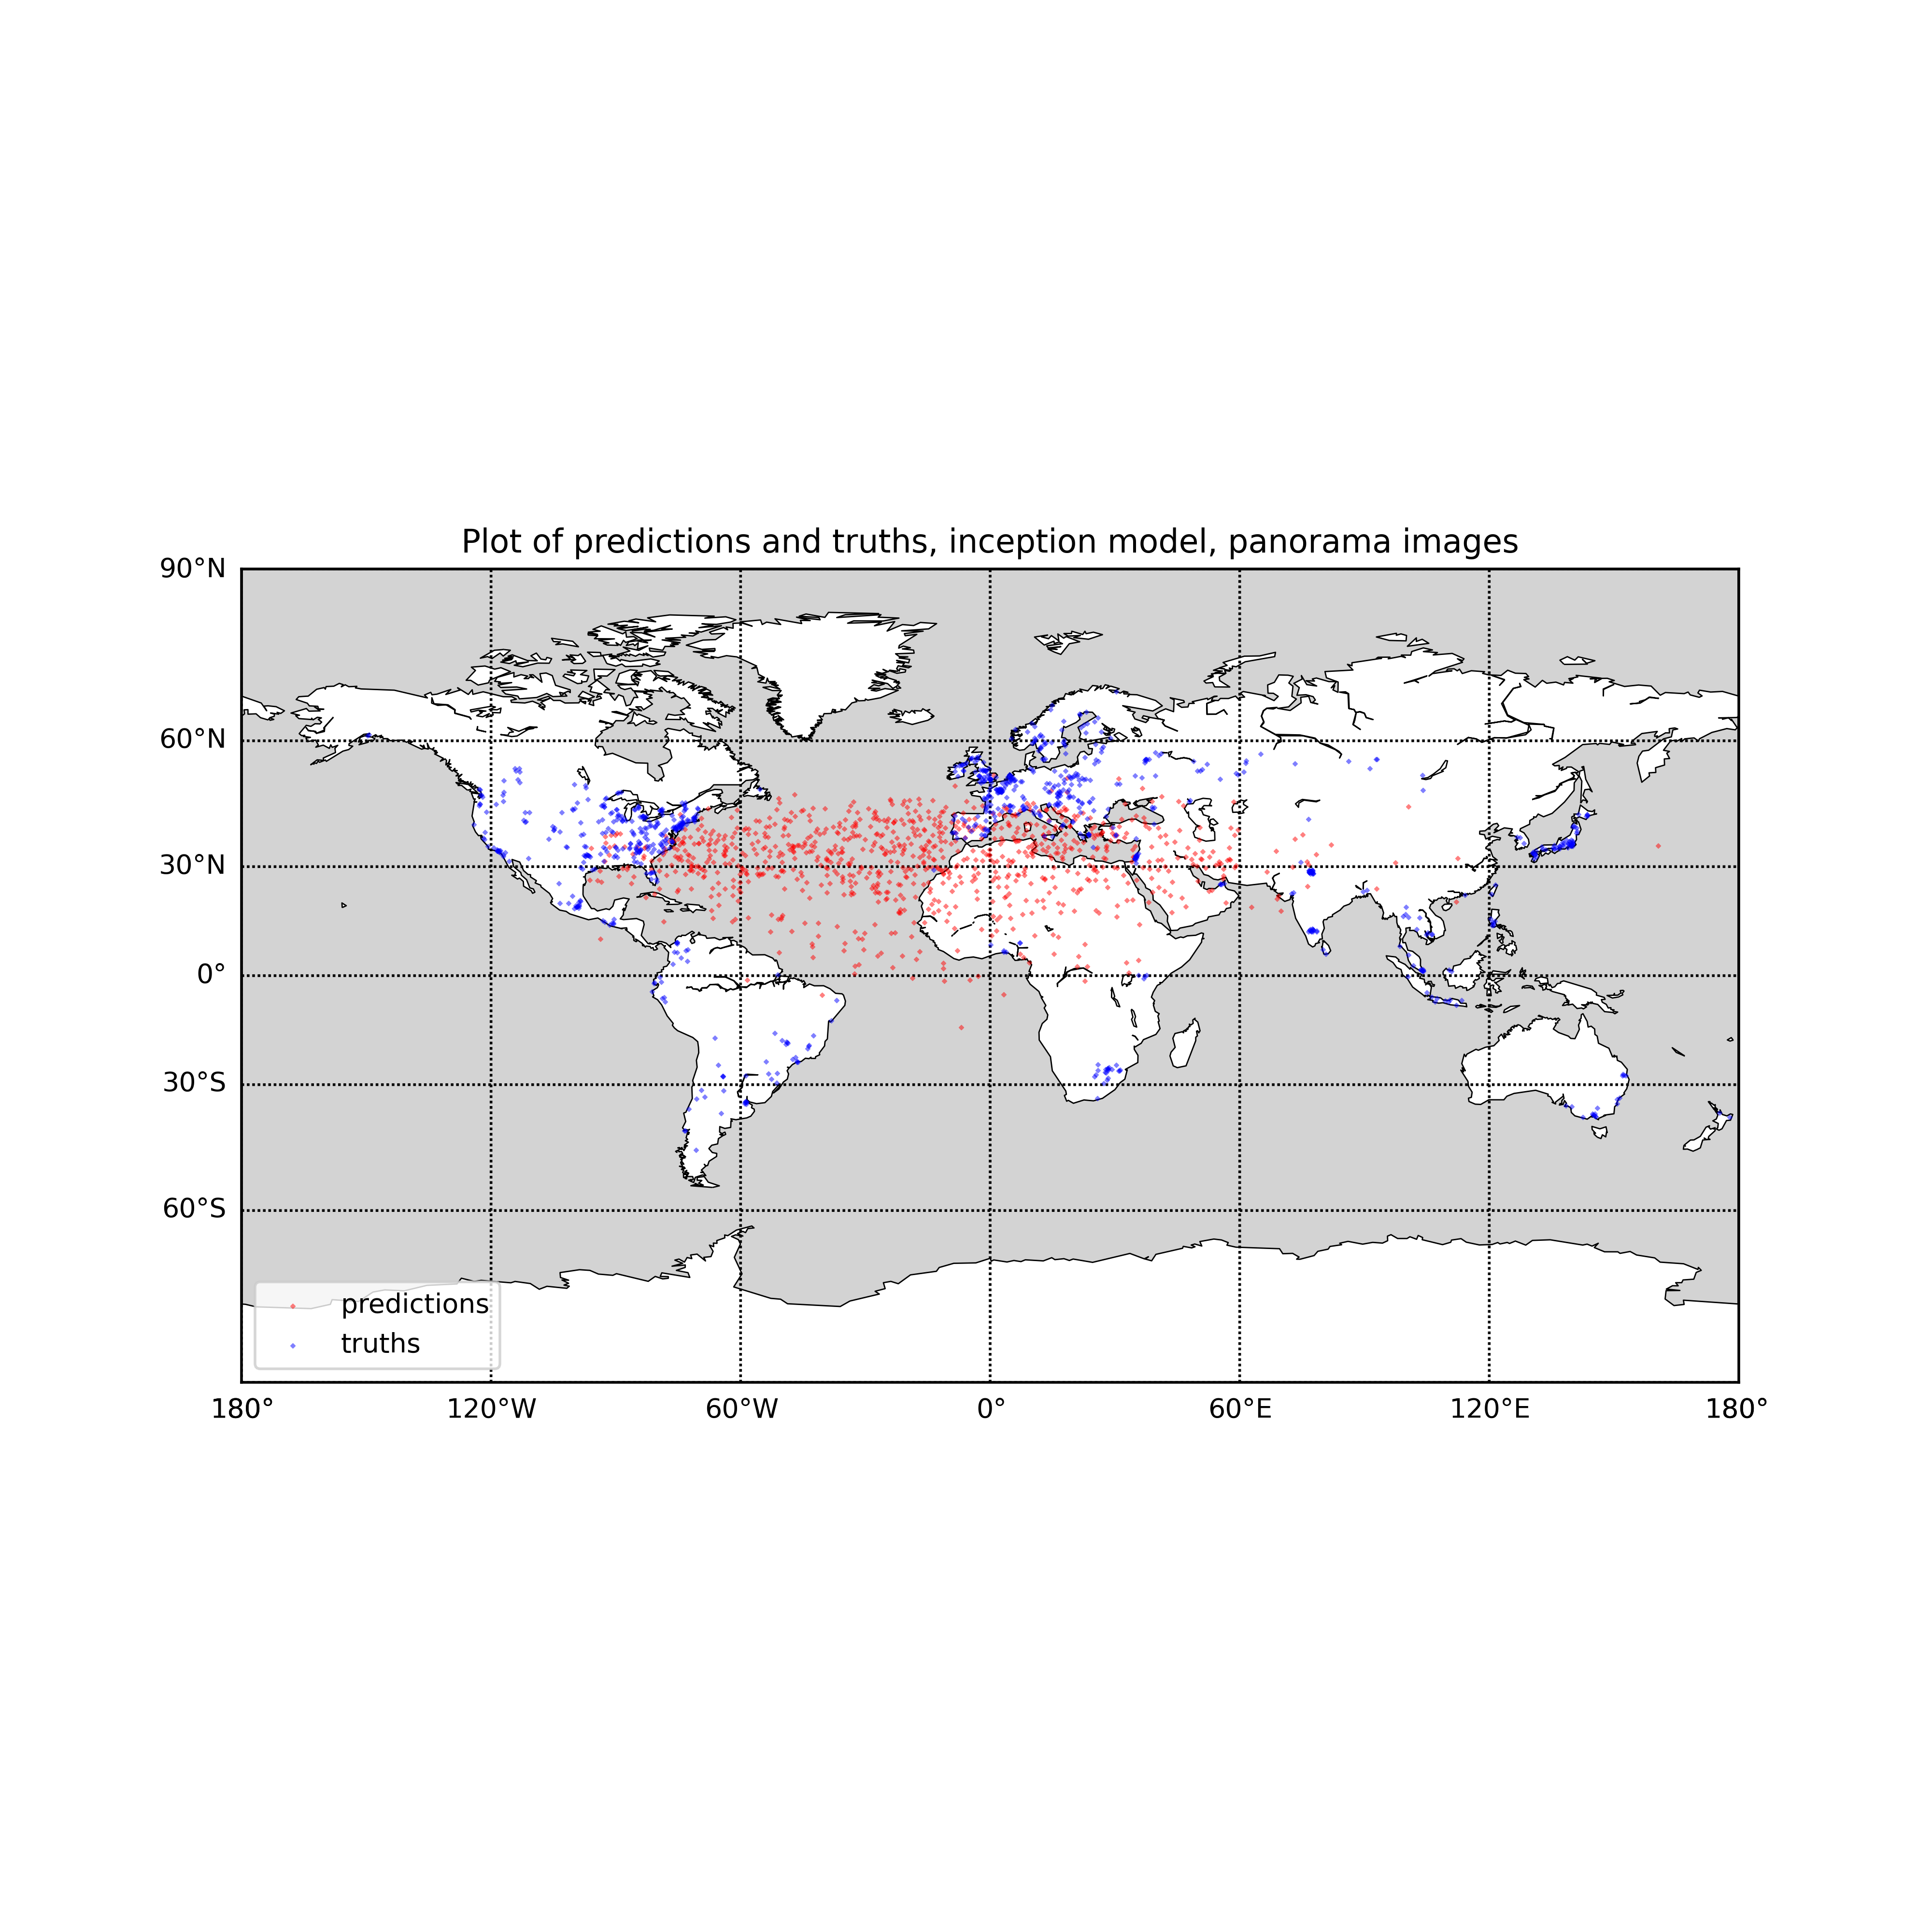 Plot of predictions and truths, inception model, panorama images
90°N
60°N
30°N
0°
30°S
60°S
predictions
truths
180° 120°W 60°W 0° 60°E 120°E 180°